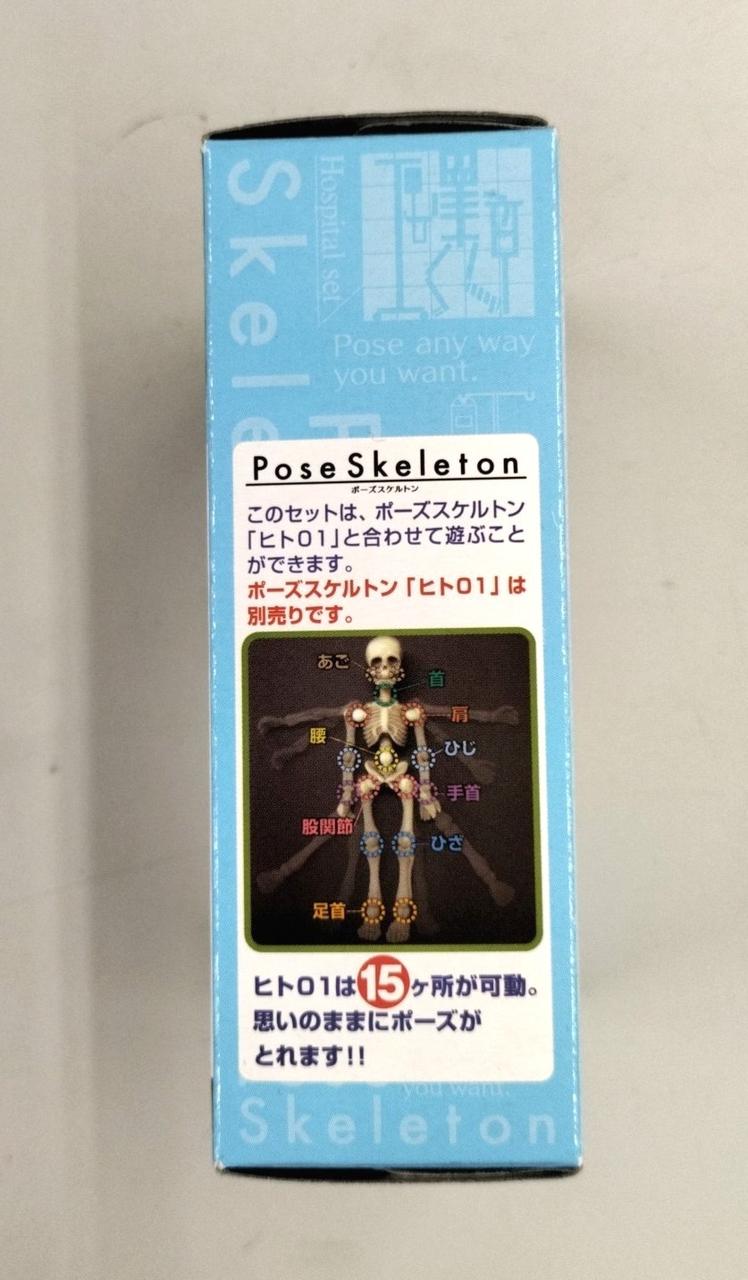 Skele
Hospital set
Pose any way
you want.
P
Pose Skeleton
ポーズスケルトン
このセットは、ポーズスケルトン
「ヒト01」と合わせて遊ぶこと
ができます。
ポーズスケルトン「ヒト01」は
別売りです。
あご
首
肩
腰
ひじ
手首
股関節
ひざ
足首
ヒト01は15ヶ所が可動。
思いのままにポーズが
とれます!!
you want.
Skeleton